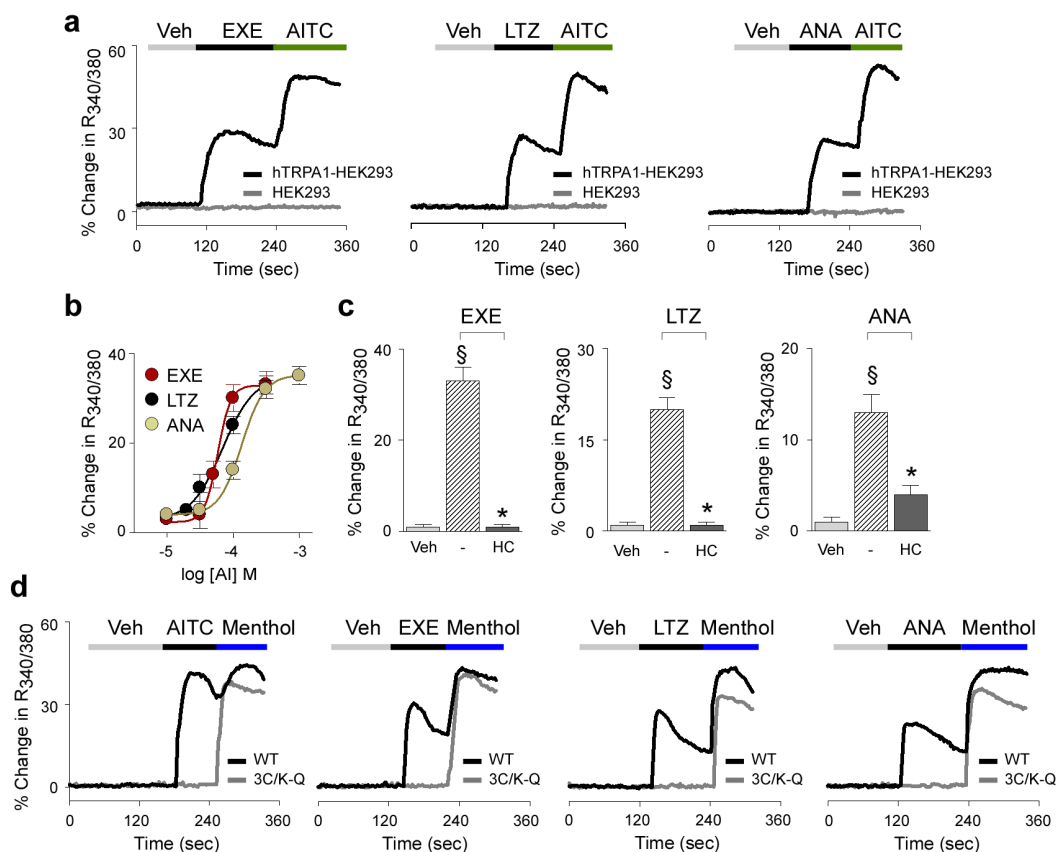 a
Veh EXE AITC
Veh LTZ AITC
Veh ANA AITC
% Change in R340/380
60
30
0
hTRPA1-HEK293
HEK293
hTRPA1-HEK293
HEK293
hTRPA1-HEK293
HEK293
0 120 240 360
0 120 240 360
0 120 240 360
Time (sec)
Time (sec)
Time (sec)
b
% Change in R340/380
40
20
0
EXE
LTZ
ANA
-5 -4 -3
log [AI] M
c
EXE
% Change in R340/380
40
20
0
§
*
Veh - HC
LTZ
% Change in R340/380
30
15
0
§
*
Veh - HC
ANA
% Change in R340/380
20
10
0
§
*
Veh - HC
d
Veh AITC Menthol
Veh EXE Menthol
Veh LTZ Menthol
Veh ANA Menthol
% Change in R340/380
60
30
0
WT
3C/K-Q
WT
3C/K-Q
WT
3C/K-Q
WT
3C/K-Q
0 120 240 360
0 120 240 360
0 120 240 360
0 120 240 360
Time (sec)
Time (sec)
Time (sec)
Time (sec)